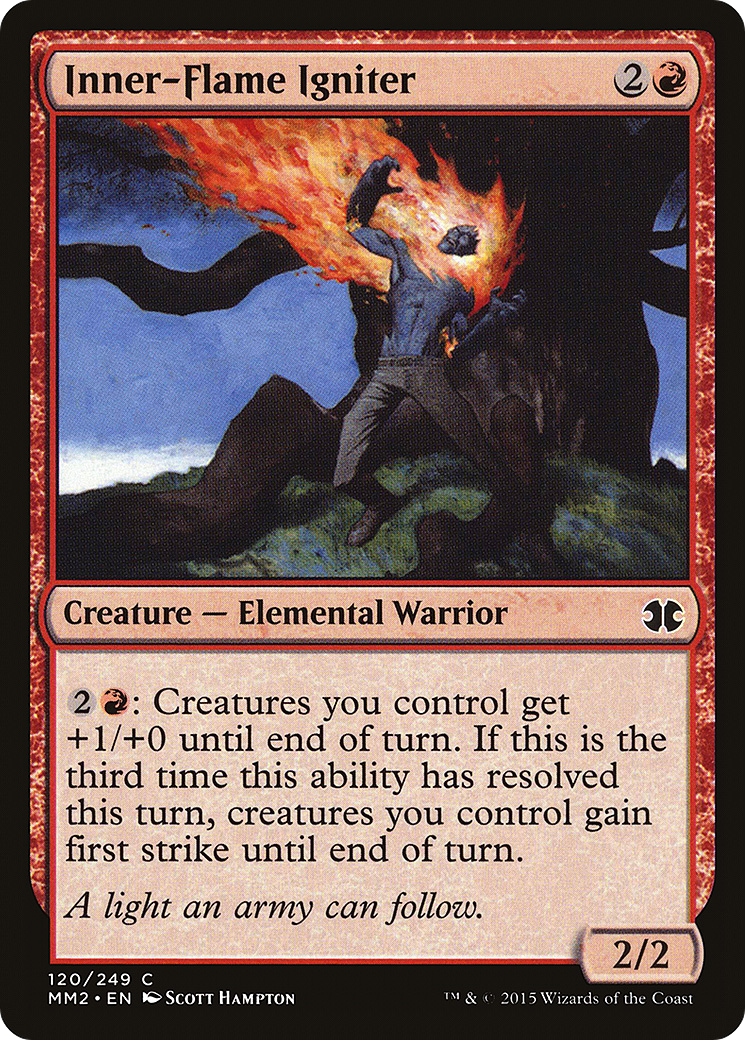 Inner-Flame Igniter 2
Creature — Elemental Warrior
2: Creatures you control get
+1/+0 until end of turn. If this is the
third time this ability has resolved
this turn, creatures you control gain
first strike until end of turn.
A light an army can follow.
2/2
120/249 C
MM2 • EN Scott Hampton
™ & © 2015 Wizards of the Coast